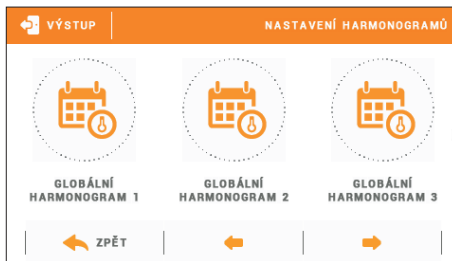 VÝSTUP
NASTAVENÍ HARMONOGRAMŮ
GLOBÁLNÍ
HARMONOGRAM 1
GLOBÁLNÍ
HARMONOGRAM 2
GLOBÁLNÍ
HARMONOGRAM 3
ZPĚT